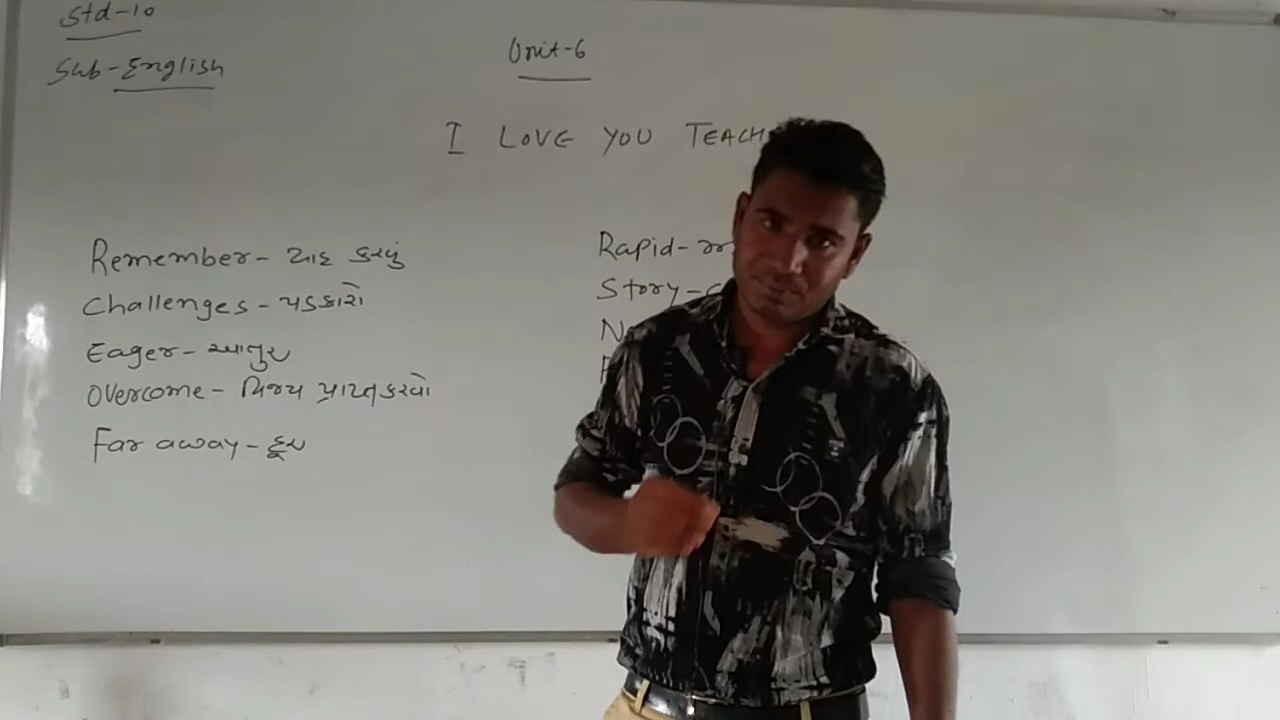 Std-10
Sub-English
Unit-6
I LOVE YOU TEACH
Remember- યાદ કરવું
Challenges - પડકારો
Eager- આતુર
Overcome - વિજય પ્રાપ્ત કરવો
Far away - દૂર
Rapid-
Story-